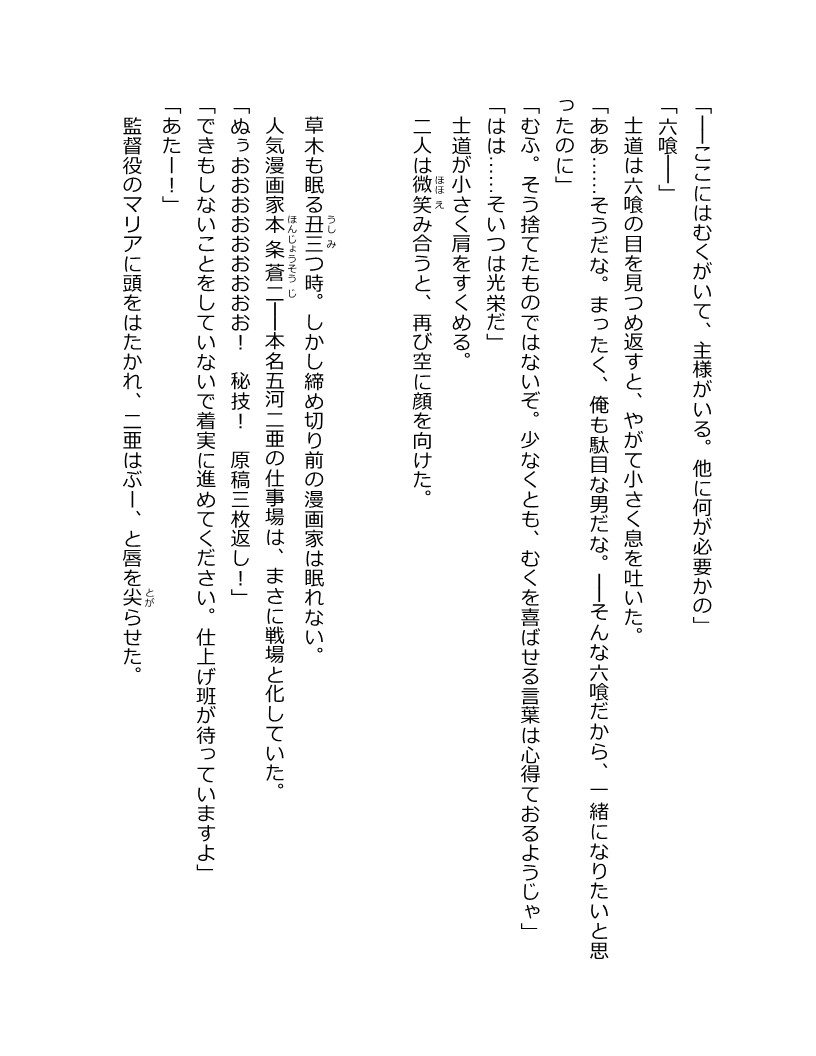 「――ここにはむくがいて、主様がいる。他に何が必要かの」
「六喰――」
士道は六喰の目を見つめ返すと、やがて小さく息を吐いた。
「ああ……そうだな。まったく、俺も駄目な男だな。――そんな六喰だから、一緒になりたいと思
ったのに」
「むふ。そう捨てたものではないぞ。少なくとも、むくを喜ばせる言葉は心得ておるようじゃ」
「はは……そいつは光栄だ」
士道が小さく肩をすくめる。
二人は微笑み合うと、再び空に顔を向けた。
草木も眠る丑三つ時。しかし締め切り前の漫画家は眠れない。
人気漫画家本条蒼二――本名五河二亜の仕事場は、まさに戦場と化していた。
「ぬぅおおおおおおおおお！　秘技！　原稿三枚返し！」
「できもしないことをしていないで着実に進めてください。仕上げ班が待っていますよ」
「あたー！」
監督役のマリアに頭をはたかれ、二亜はぶー、と唇を尖らせた。